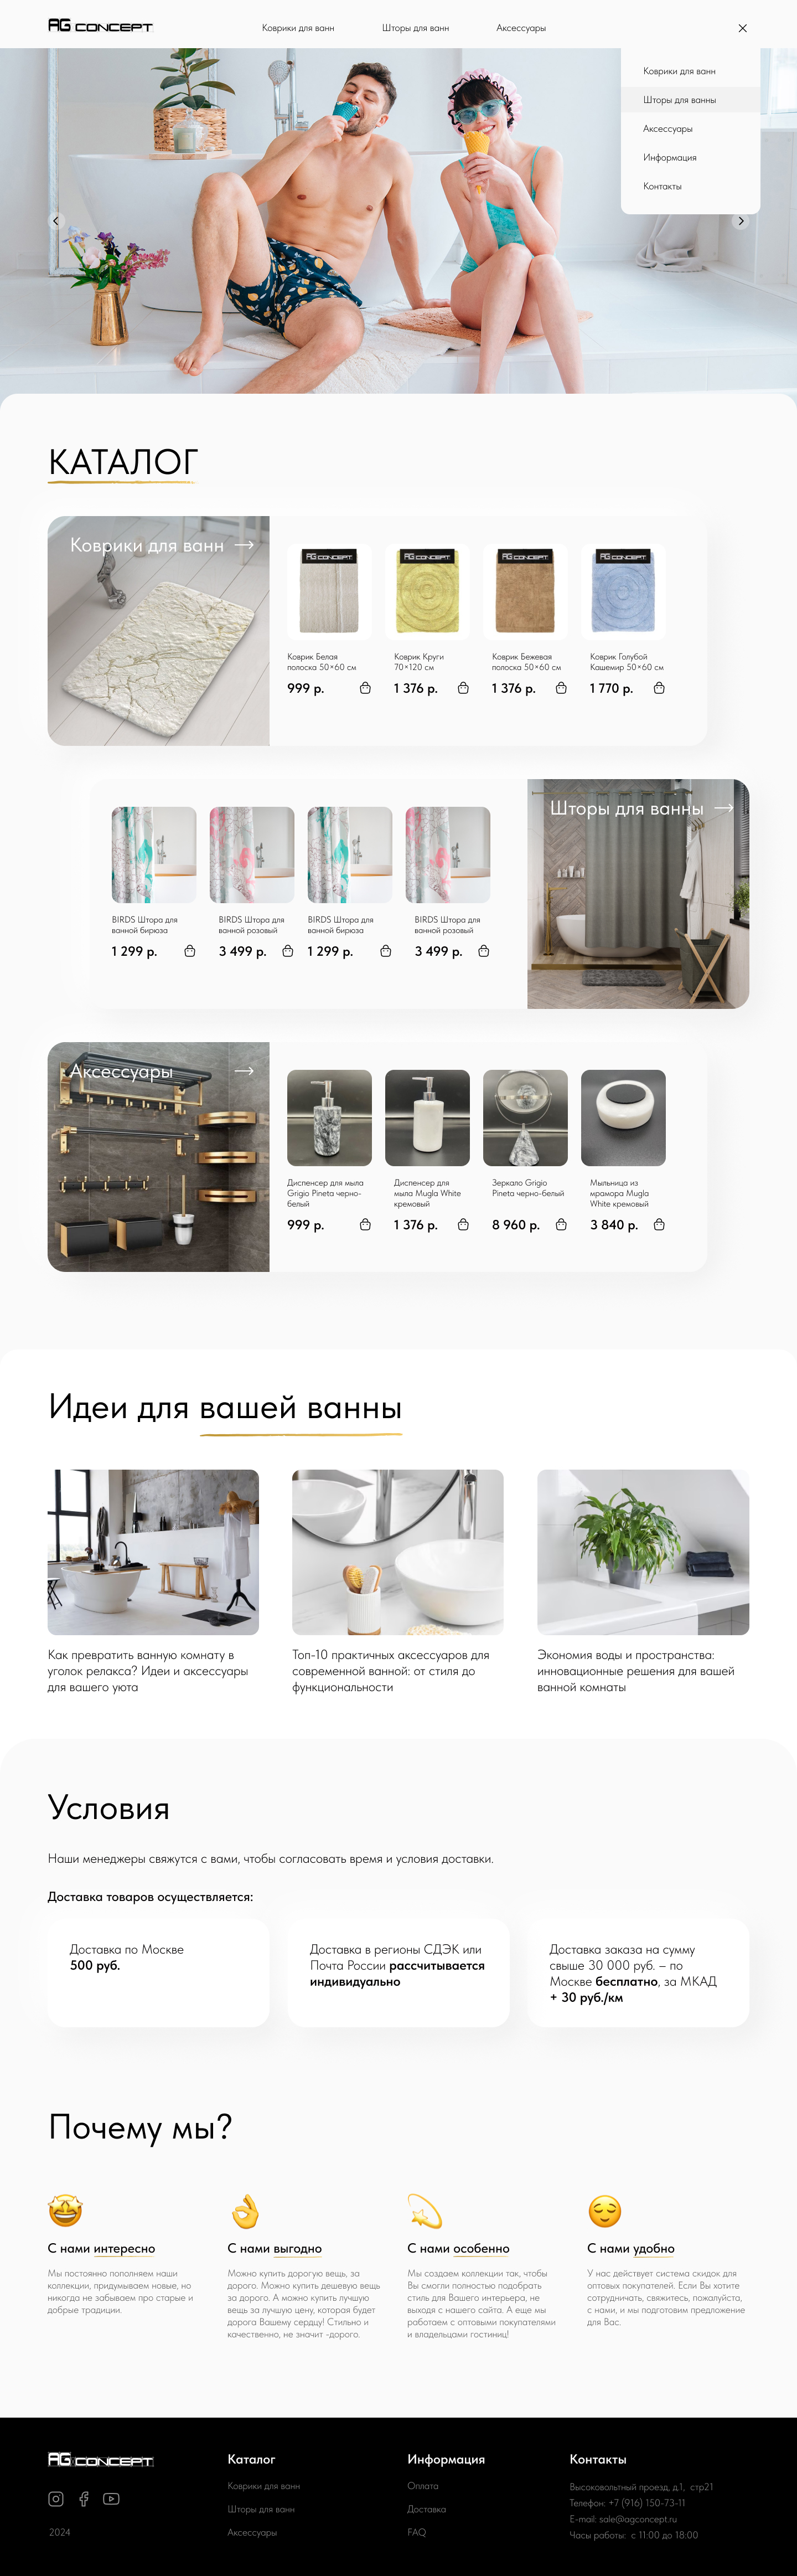 AG CONCEPT
Коврики для ванн
Шторы для ванн
Аксессуары
Коврики для ванн
Шторы для ванны
Аксессуары
Информация
Контакты
КАТАЛОГ
Коврики для ванн
AG CONCEPT
AG CONCEPT
AG CONCEPT
AG CONCEPT
Коврик Белая
полоска 50×60 см
999 р.
Коврик Круги
70×120 см
1 376 р.
Коврик Бежевая
полоска 50×60 см
1 376 р.
Коврик Голубой
Кашемир 50×60 см
1 770 р.
BIRDS Штора для
ванной бирюза
1 299 р.
BIRDS Штора для
ванной розовый
3 499 р.
BIRDS Штора для
ванной бирюза
1 299 р.
BIRDS Штора для
ванной розовый
3 499 р.
Шторы для ванны
Аксессуары
Диспенсер для мыла
Grigio Pineta черно-
белый
999 р.
Диспенсер для
мыла Mugla White
кремовый
1 376 р.
Зеркало Grigio
Pineta черно-белый
8 960 р.
Мыльница из
мрамора Mugla
White кремовый
3 840 р.
Идеи для вашей ванны
Как превратить ванную комнату в
уголок релакса? Идеи и аксессуары
для вашего уюта
Топ-10 практичных аксессуаров для
современной ванной: от стиля до
функциональности
Экономия воды и пространства:
инновационные решения для вашей
ванной комнаты
Условия
Наши менеджеры свяжутся с вами, чтобы согласовать время и условия доставки.
Доставка товаров осуществляется:
Доставка по Москве
500 руб.
Доставка в регионы СДЭК или
Почта России рассчитывается
индивидуально
Доставка заказа на сумму
свыше 30 000 руб. – по
Москве бесплатно, за МКАД
+ 30 руб./км
Почему мы?
С нами интересно
Мы постоянно пополняем наши
коллекции, придумываем новые, но
никогда не забываем про старые и
добрые традиции.
С нами выгодно
Можно купить дорогую вещь, за
дорого. Можно купить дешевую вещь
за дорого. А можно купить лучшую
вещь за лучшую цену, которая будет
дорога Вашему сердцу! Стильно и
качественно, не значит -дорого.
С нами особенно
Мы создаем коллекции так, чтобы
Вы смогли полностью подобрать
стиль для Вашего интерьера, не
выходя с нашего сайта. А еще мы
работаем с оптовыми покупателями
и владельцами гостиниц!
С нами удобно
У нас действует система скидок для
оптовых покупателей. Если Вы хотите
сотрудничать, свяжитесь, пожалуйста,
с нами, и мы подготовим предложение
для Вас.
AG CONCEPT
2024
Каталог
Коврики для ванн
Шторы для ванн
Аксессуары
Информация
Оплата
Доставка
FAQ
Контакты
Высоковольтный проезд, д.1, стр21
Телефон: +7 (916) 150-73-11
E-mail: sale@agconcept.ru
Часы работы: с 11:00 до 18:00